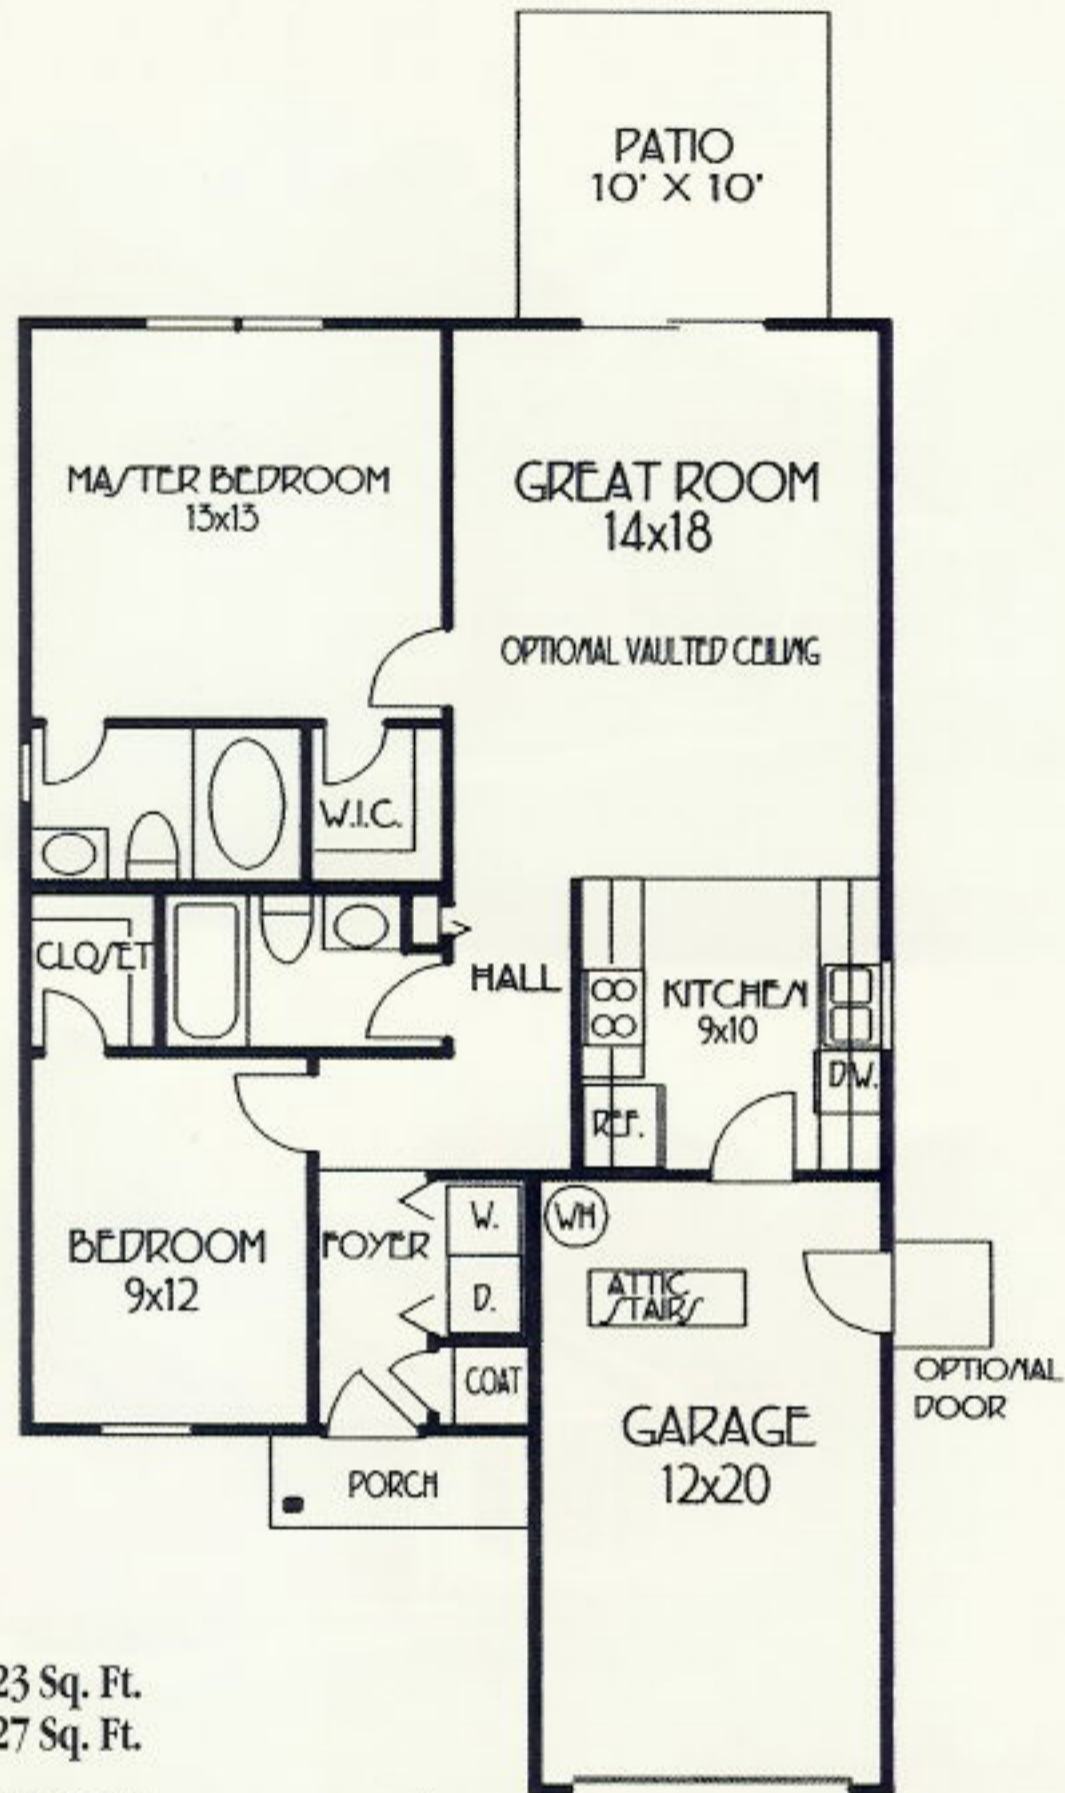 PATIO
10' X 10'
MASTER BEDROOM
13x13
GREAT ROOM
14x18
OPTIONAL VAULTED CEILING
W.I.C.
CLOSET
HALL
KITCHEN
9x10
D.W.
REF.
BEDROOM
9x12
FOYER
W.
D.
WH
ATTIC
STAIRS
COAT
OPTIONAL
DOOR
GARAGE
12x20
PORCH
23 Sq. Ft.
27 Sq. Ft.